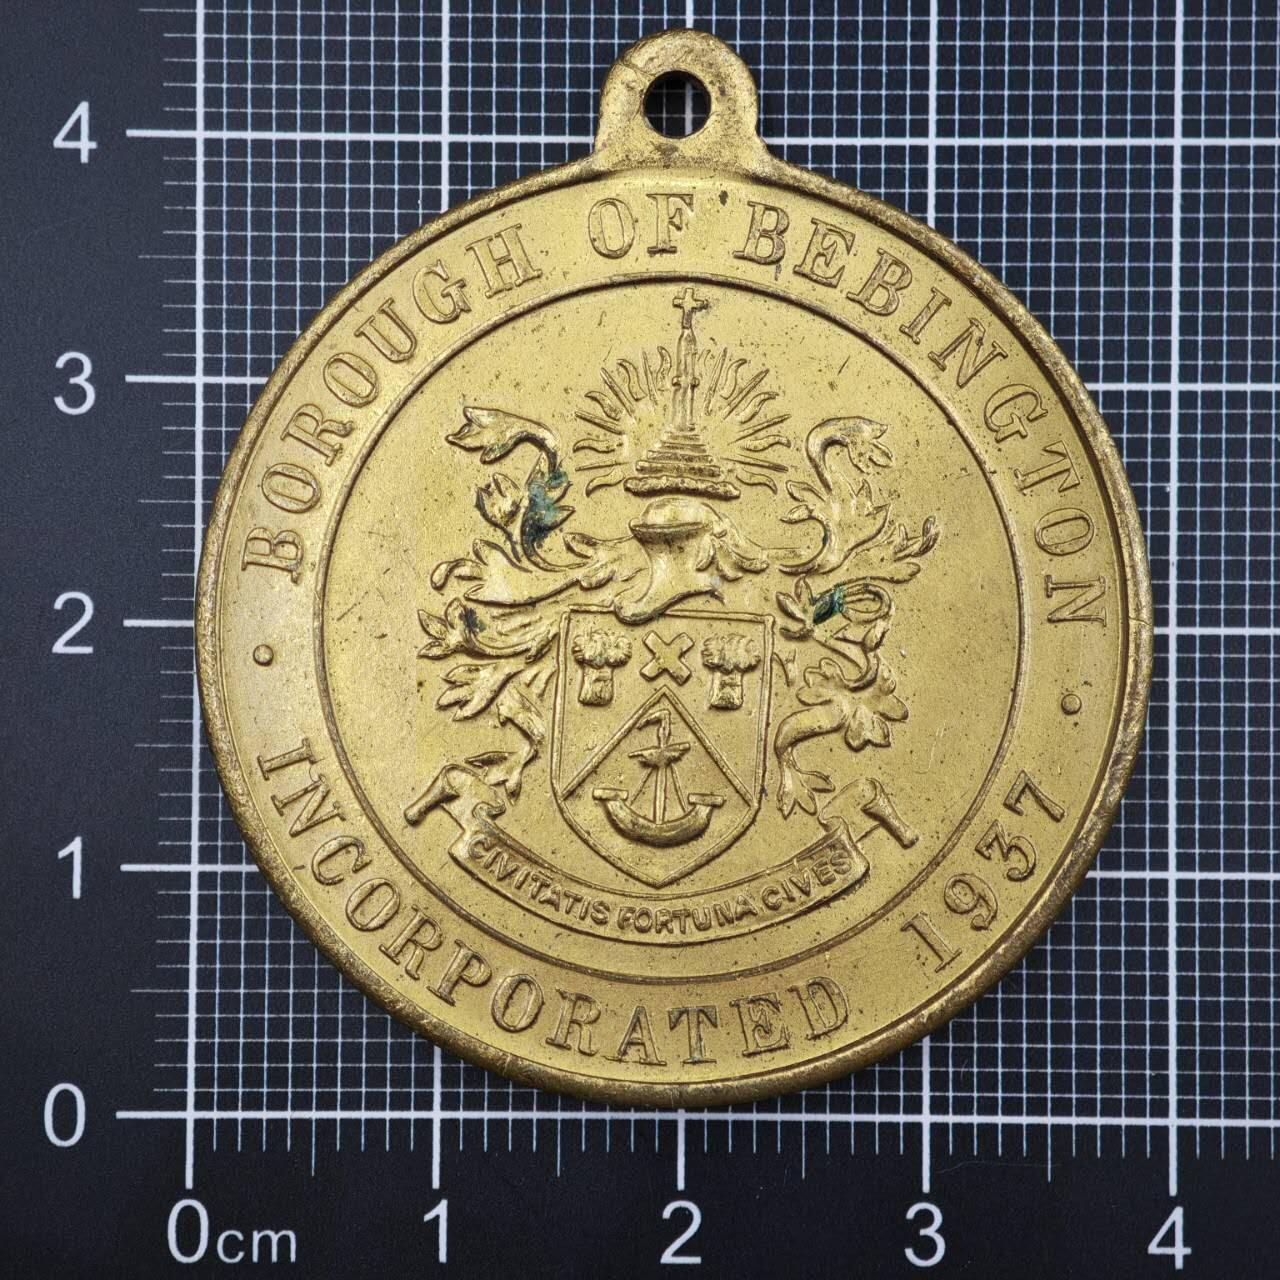 BOROUGH OF BEBINGTON
INCORPORATED 1937
CIVITATIS FORTUNA CIVES
4
3
2
1
0
0cm 1 2 3 4